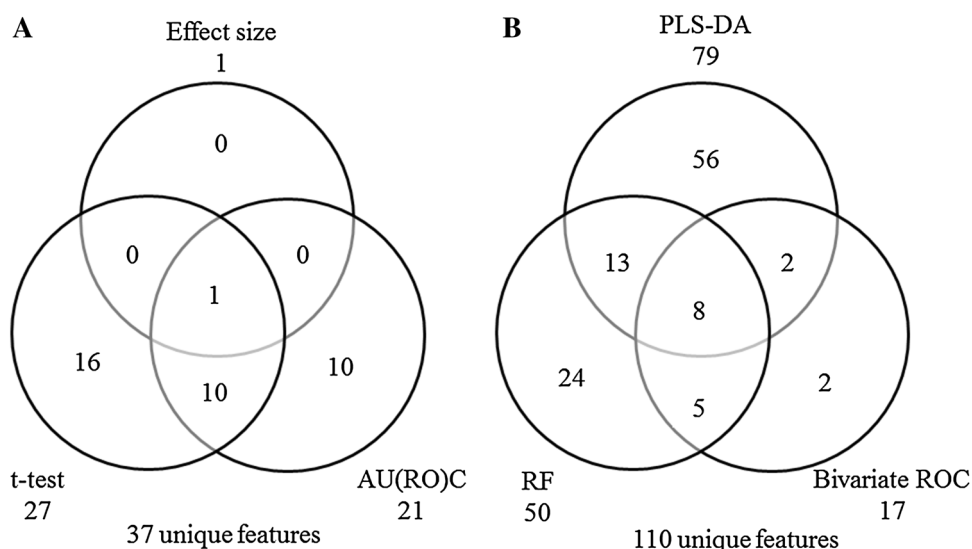 A
Effect size
1
0
0
0
1
16
10
10
t-test
27
AU(RO)C
21
37 unique features
B
PLS-DA
79
56
13
2
8
24
5
2
RF
50
Bivariate ROC
17
110 unique features